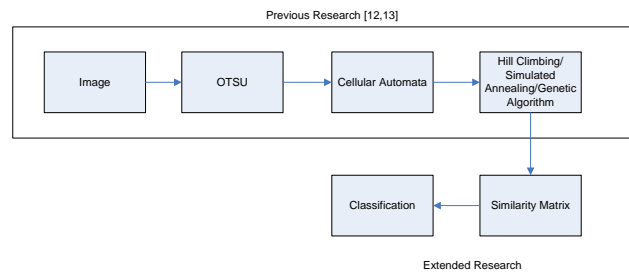 Previous Research [12,13]
Image
OTSU
Cellular Automata
Hill Climbing/
Simulated
Annealing/Genetic
Algorithm
Classification
Similarity Matrix
Extended Research